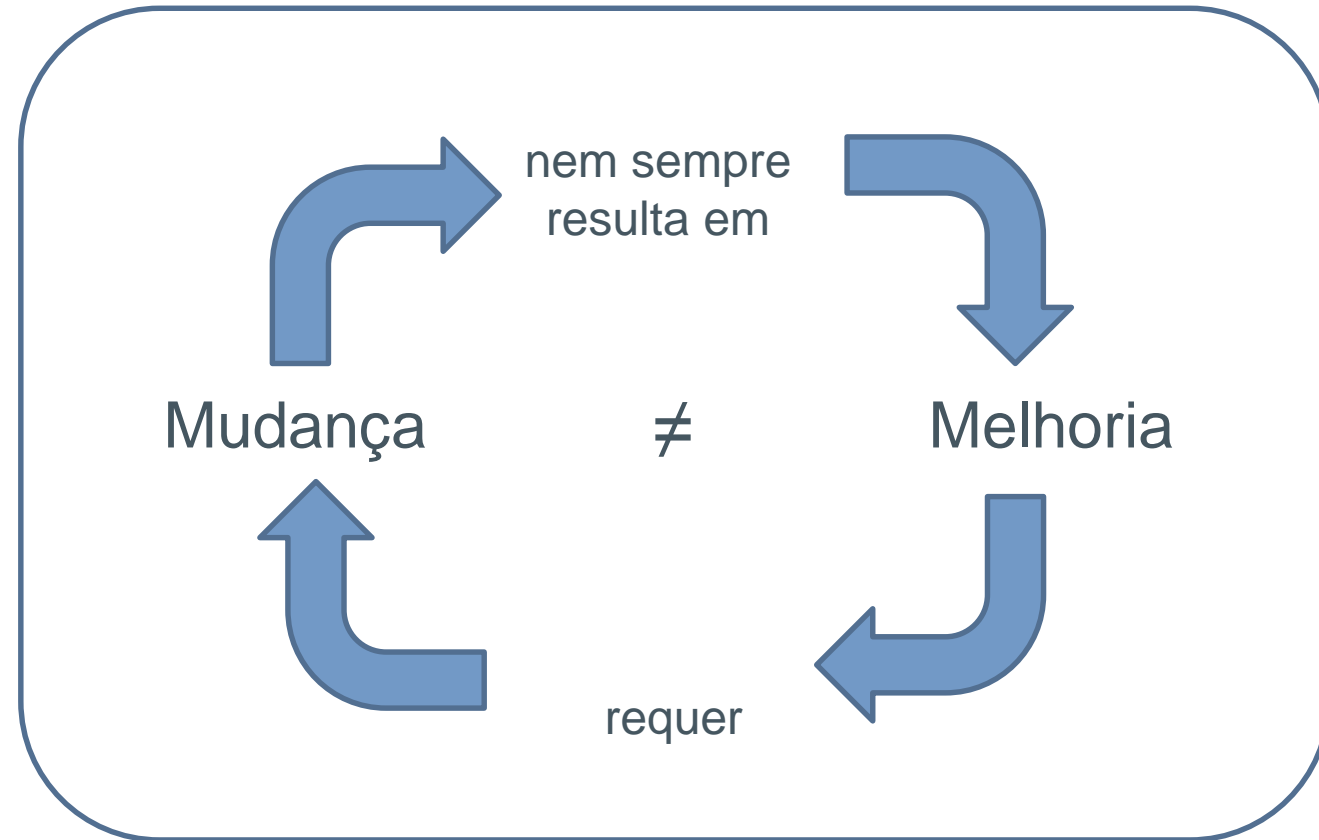 nem sempre
resulta em
Mudança
≠
Melhoria
requer